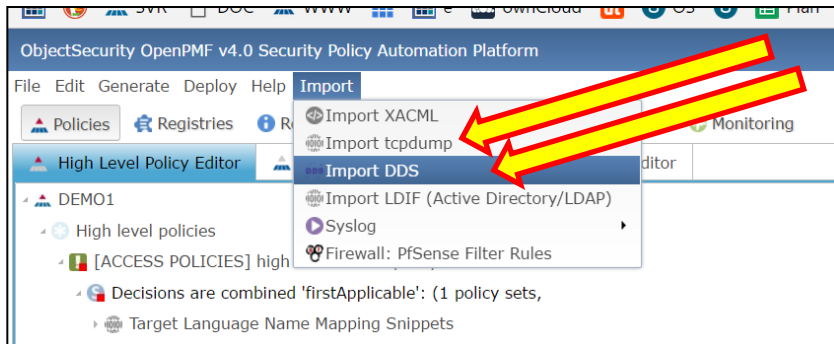 SVR DOC WWW e ownCloud OS Plan
ObjectSecurity OpenPMF v4.0 Security Policy Automation Platform
File Edit Generate Deploy Help Import
Policies Registries Monitoring
Import XACML
Import tcpdump
Import DDS
Import LDIF (Active Directory/LDAP)
Syslog
Firewall: PfSense Filter Rules
High Level Policy Editor ditor
DEMO1
High level policies
[ACCESS POLICIES] high
Decisions are combined 'firstApplicable': (1 policy sets,
Target Language Name Mapping Snippets